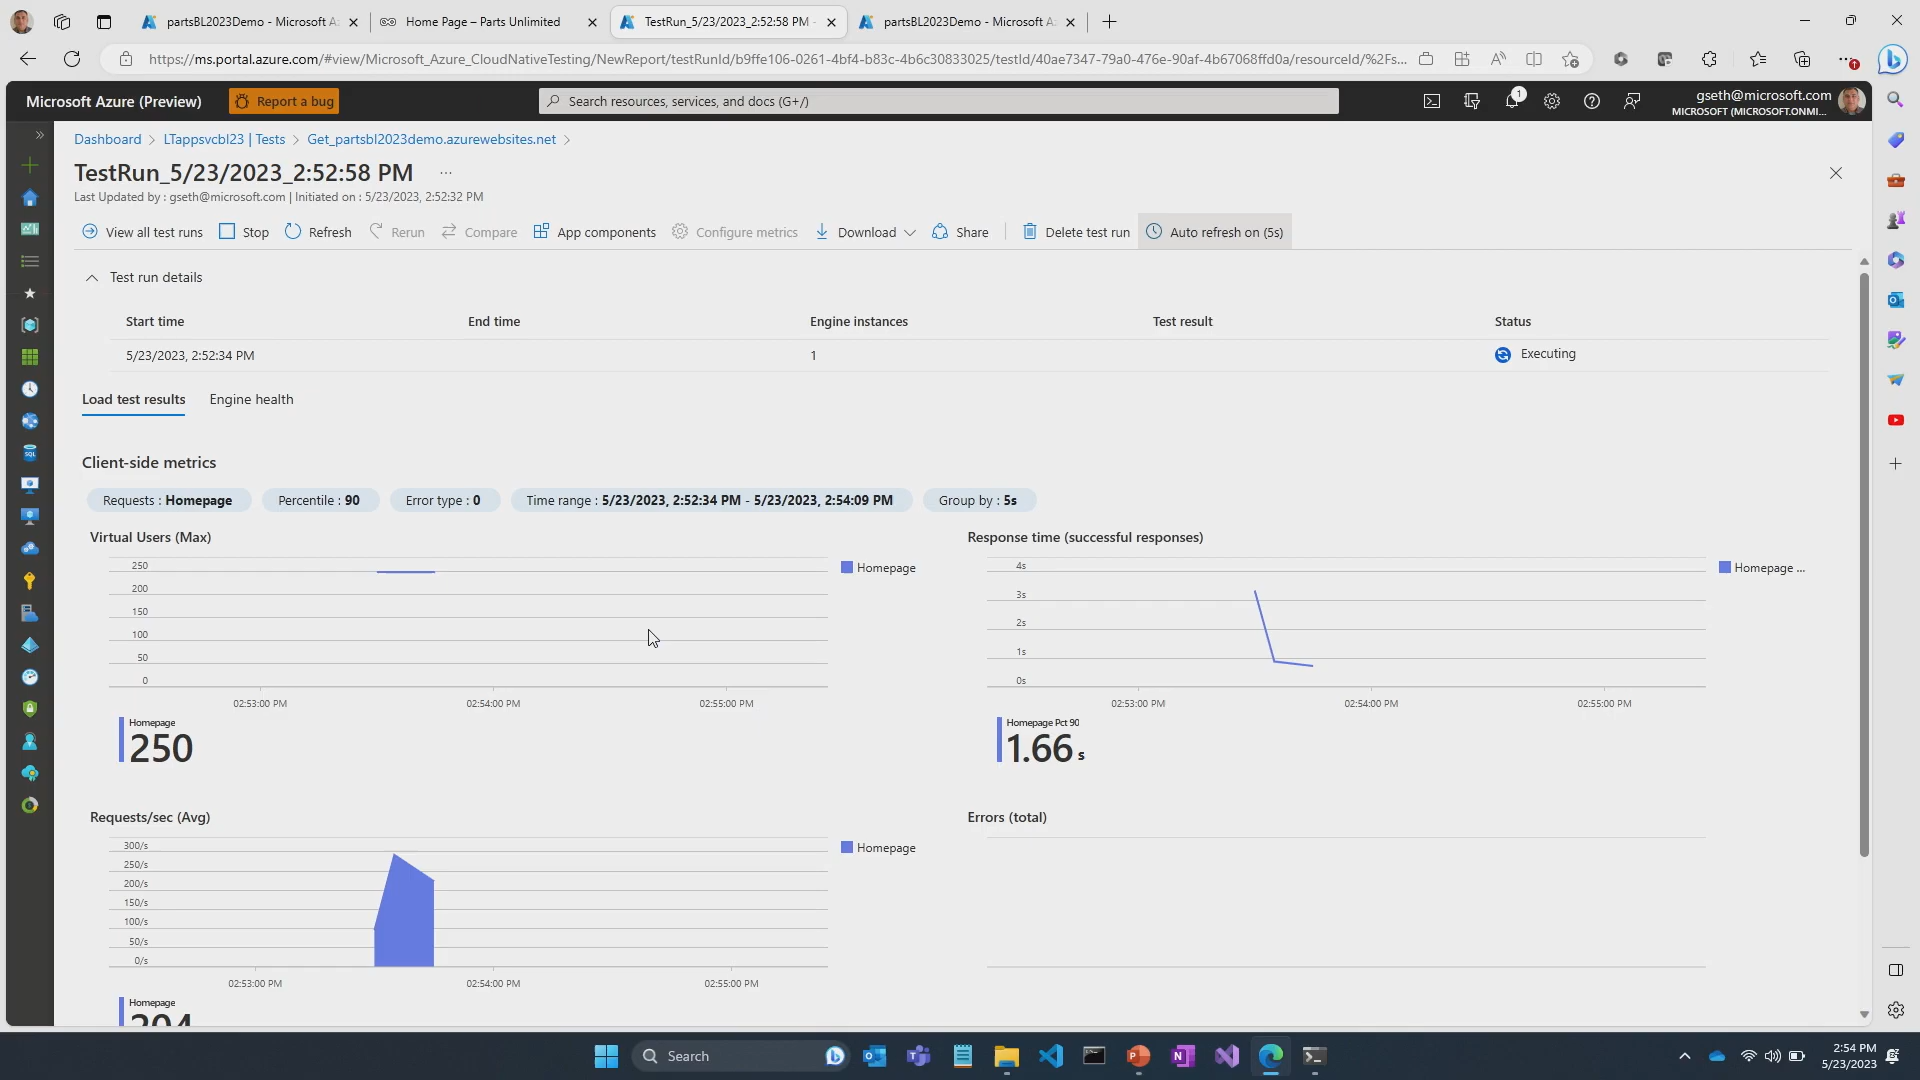 partsBL2023Demo - Microsoft A
Home Page – Parts Unlimited
TestRun_5/23/2023_2:52:58 PM -
partsBL2023Demo - Microsoft A
https://ms.portal.azure.com/#view/Microsoft_Azure_CloudNativeTesting/NewReport/testRunId/b9ffe106-0261-4bf4-b83c-4b6c30833025/testId/40ae7347-79a0-476e-90af-4b67068ffd0a/resourceId/%2Fs...
Microsoft Azure (Preview)
Report a bug
Search resources, services, and docs (G+/)
1
gseth@microsoft.com
MICROSOFT (MICROSOFT.ONMI...
Dashboard > LTappsvcbl23 | Tests > Get_partsbl2023demo.azurewebsites.net >
TestRun_5/23/2023_2:52:58 PM ...
Last Updated by : gseth@microsoft.com | Initiated on : 5/23/2023, 2:52:32 PM
View all test runs
Stop
Refresh
Rerun
Compare
App components
Configure metrics
Download
Share
Delete test run
Auto refresh on (5s)
Test run details
Start time
End time
Engine instances
Test result
Status
5/23/2023, 2:52:34 PM
1
Executing
Load test results
Engine health
Client-side metrics
Requests : Homepage
Percentile : 90
Error type : 0
Time range : 5/23/2023, 2:52:34 PM - 5/23/2023, 2:54:09 PM
Group by : 5s
Virtual Users (Max)
250
200
150
100
50
0
02:53:00 PM
02:54:00 PM
02:55:00 PM
Homepage
Homepage
250
Response time (successful responses)
4s
3s
2s
1s
0s
02:53:00 PM
02:54:00 PM
02:55:00 PM
Homepage ...
Homepage Pct 90
1.66 s
Requests/sec (Avg)
300/s
250/s
200/s
150/s
100/s
50/s
0/s
02:53:00 PM
02:54:00 PM
02:55:00 PM
Homepage
Homepage
204
Errors (total)
SQL
Search
2:54 PM
5/23/2023